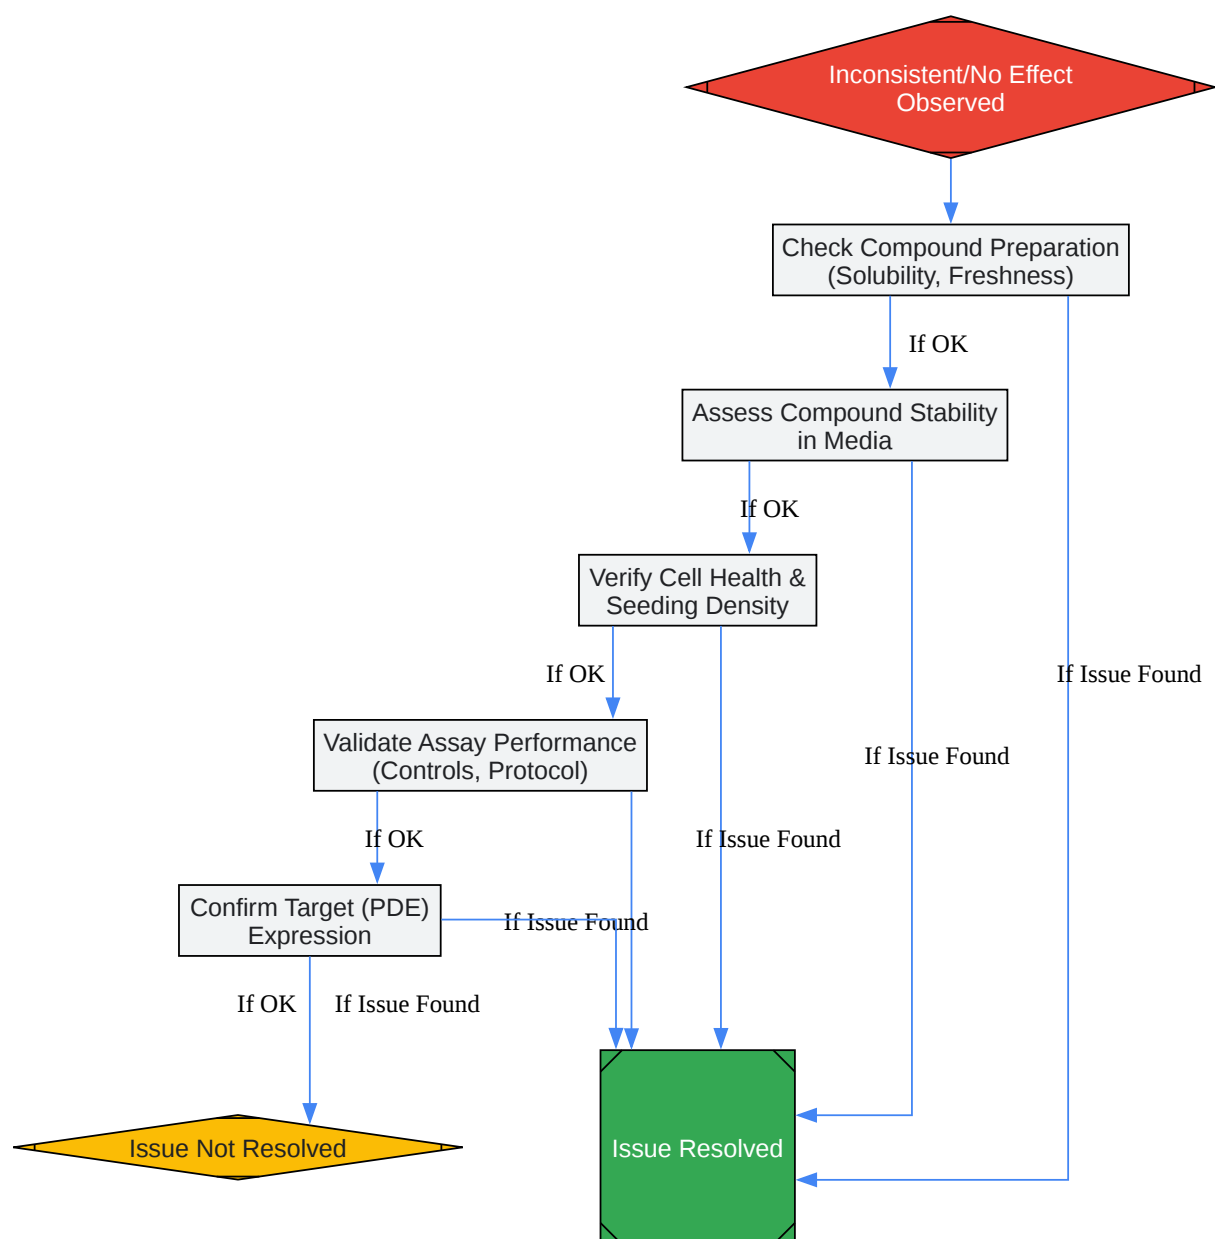 Inconsistent/No Effect
Observed
Check Compound Preparation
(Solubility, Freshness)
If OK
Assess Compound Stability
in Media
If OK
Verify Cell Health &
Seeding Density
If OK
If Issue Found
Validate Assay Performance
(Controls, Protocol)
If Issue Found
If OK
If Issue Found
Confirm Target (PDE)
Expression
If Issue Found
If OK
If Issue Found
Issue Not Resolved
Issue Resolved